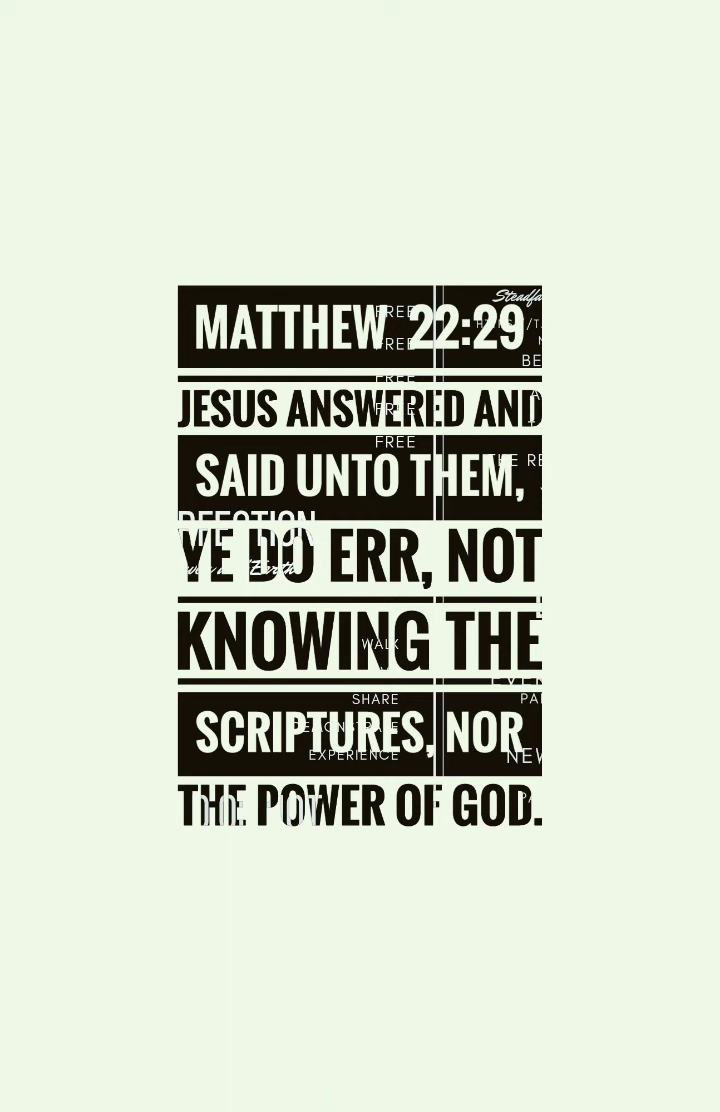 MATTHEW 22:29
JESUS ANSWERED AND
SAID UNTO THEM,
YE DO ERR, NOT
KNOWING THE
SCRIPTURES, NOR
THE POWER OF GOD.
FREE
FREE
FREE
FREE
FREE
WALK
SHARE
DEMONSTRATE
EXPERIENCE